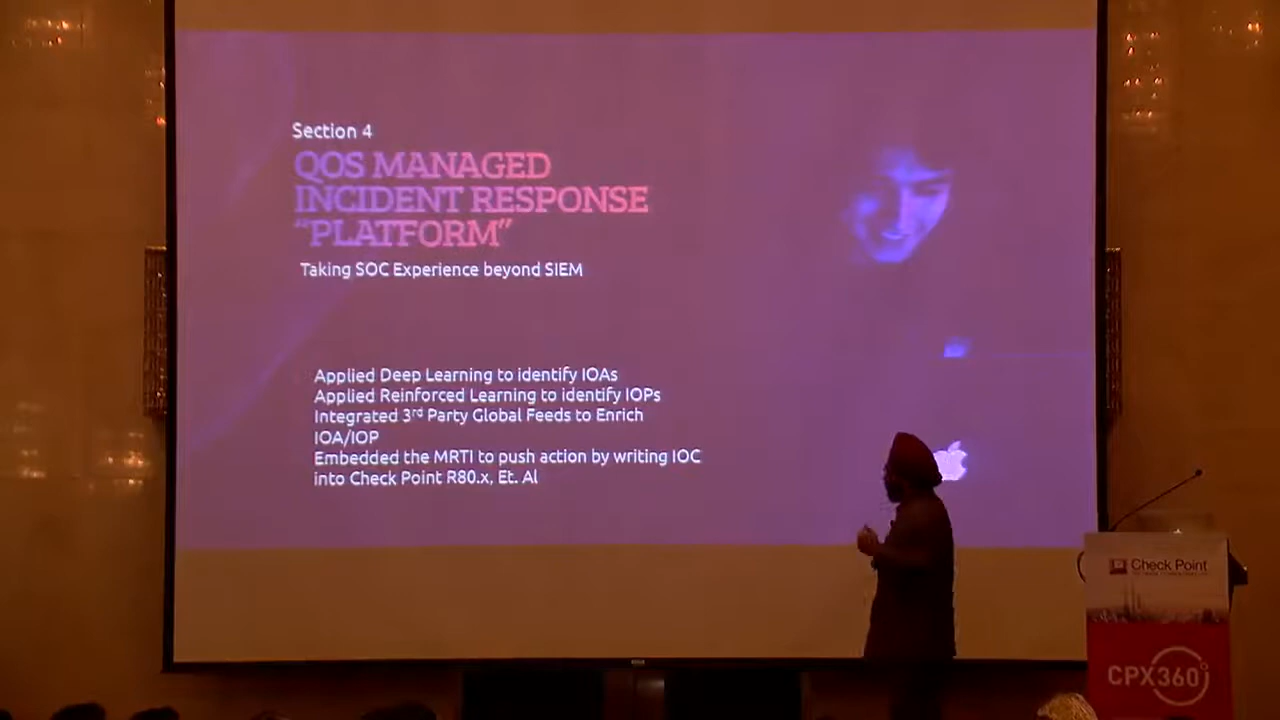 Section 4
QOS MANAGED
INCIDENT RESPONSE
“PLATFORM”
Taking SOC Experience beyond SIEM
Applied Deep Learning to identify IOAs
Applied Reinforced Learning to identify IOPs
Integrated 3rd Party Global Feeds to Enrich
IOA/IOP
Embedded the MRTI to push action by writing IOC
into Check Point R80.x, Et. Al
Check Point
CPX360°